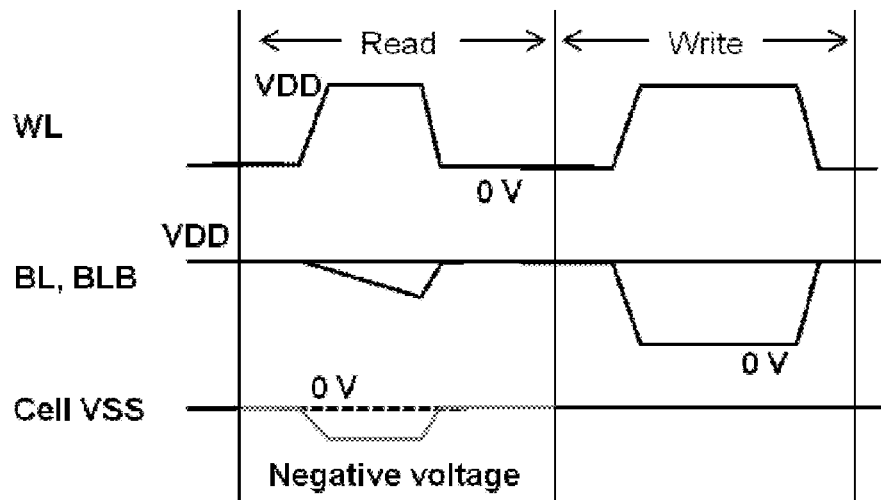 Read
Write
VDD
WL
0 V
VDD
BL, BLB
0 V
0 V
Cell VSS
Negative voltage